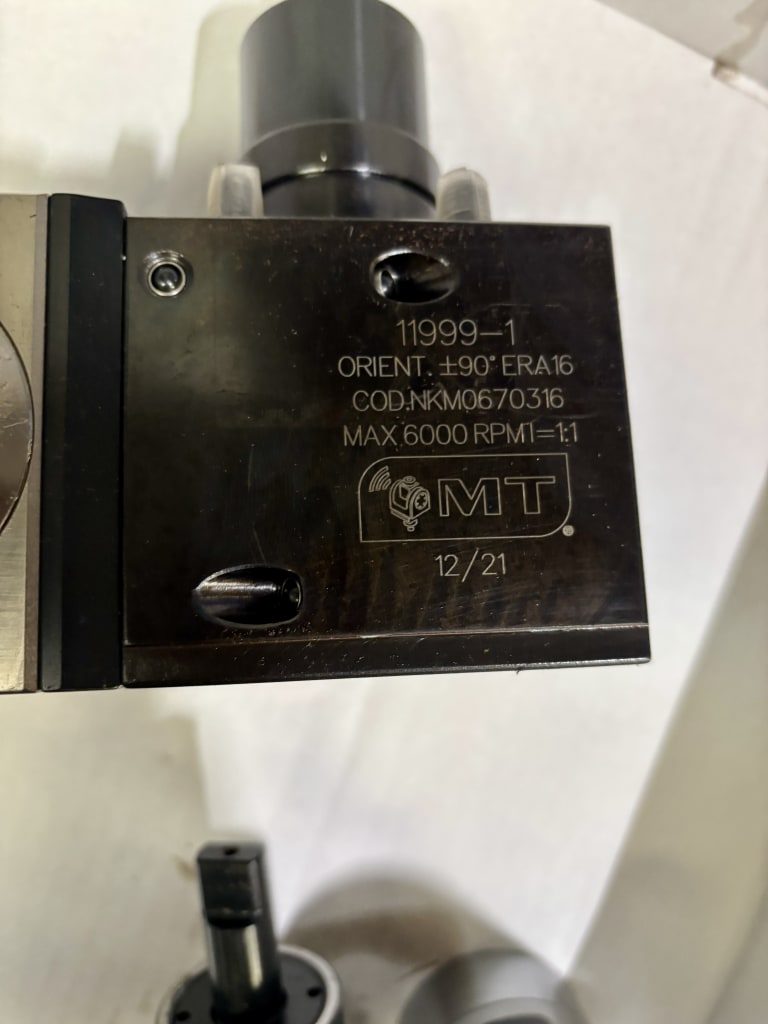 11999-1
ORIENT. ±90° ERA16
COD.NKM0670316
MAX.6000 RPM I=1:1
MT
12/21